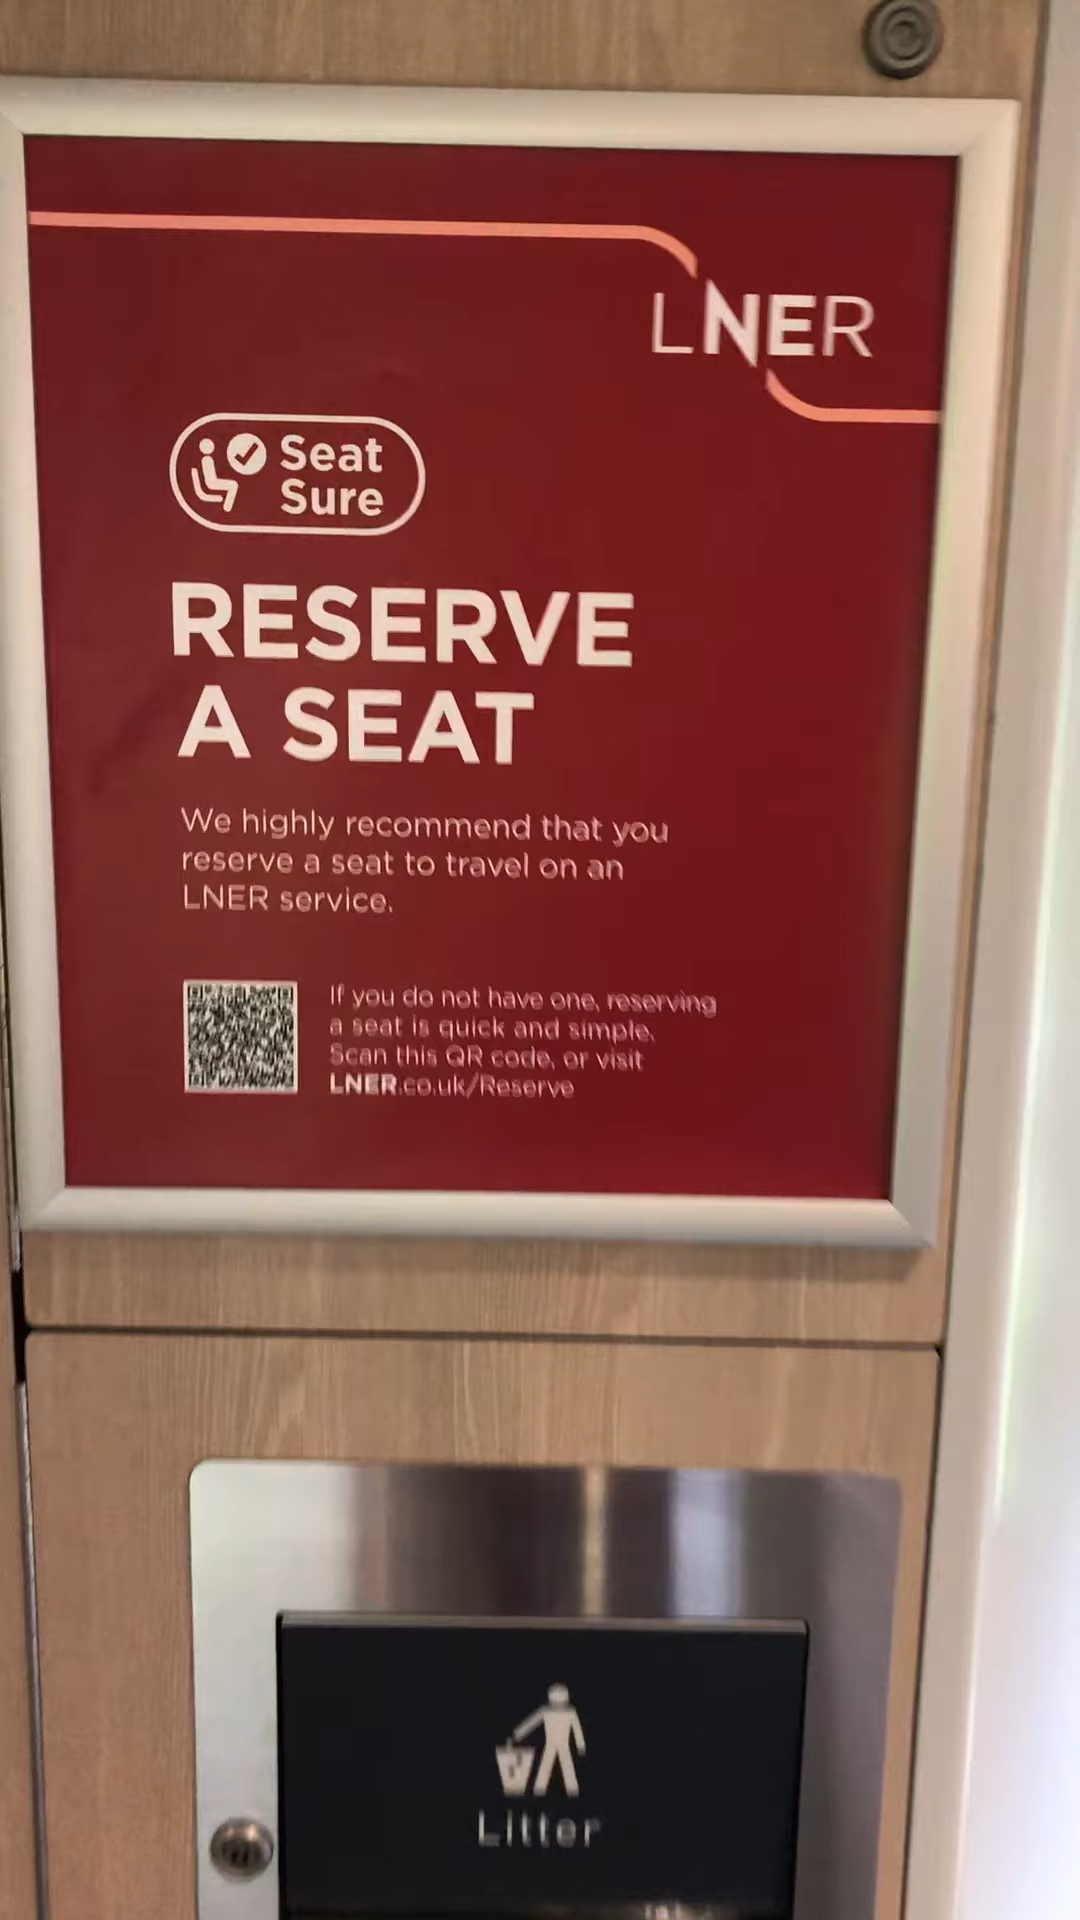 LNER
Seat
Sure
RESERVE
A SEAT
We highly recommend that you
reserve a seat to travel on an
LNER service.
If you do not have one, reserving
a seat is quick and simple.
Scan this QR code, or visit
LNER.co.uk/Reserve
Litter